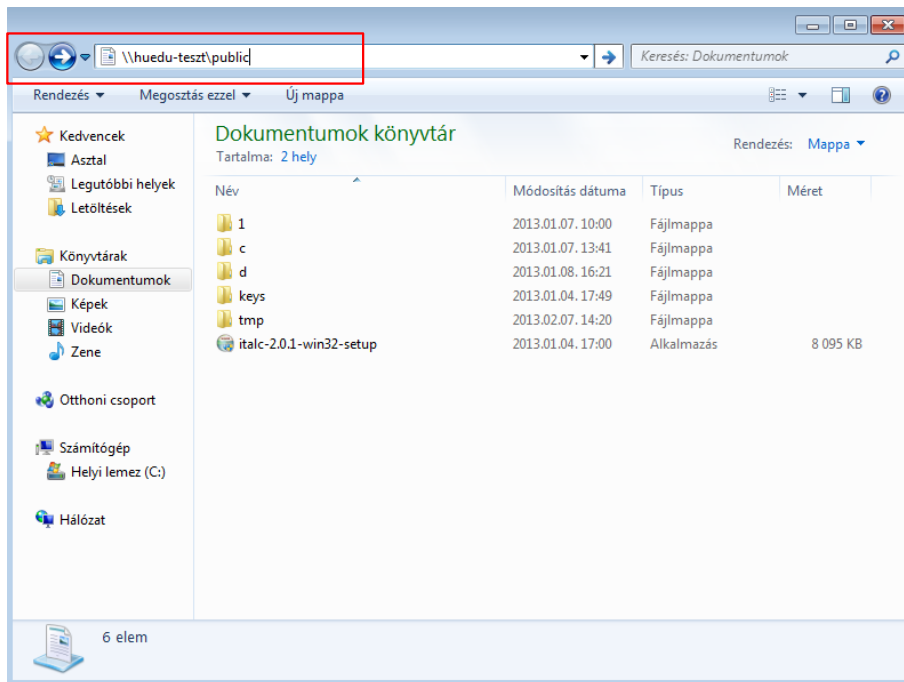 \\huedu-teszt\public
Keresés: Dokumentumok
Rendezés Megosztás ezzel Új mappa
Kedvencek
Asztal
Legutóbbi helyek
Letöltések
Könyvtárak
Dokumentumok
Képek
Videók
Zene
Otthoni csoport
Számítógép
Helyi lemez (C:)
Hálózat
Dokumentumok könyvtár
Tartalma: 2 hely
Rendezés: Mappa
Név Módosítás dátuma Típus Méret
1 2013.01.07. 10:00 Fájlmappa
c 2013.01.07. 13:41 Fájlmappa
d 2013.01.08. 16:21 Fájlmappa
keys 2013.01.04. 17:49 Fájlmappa
tmp 2013.02.07. 14:20 Fájlmappa
italc-2.0.1-win32-setup 2013.01.04. 17:00 Alkalmazás 8 095 KB
6 elem